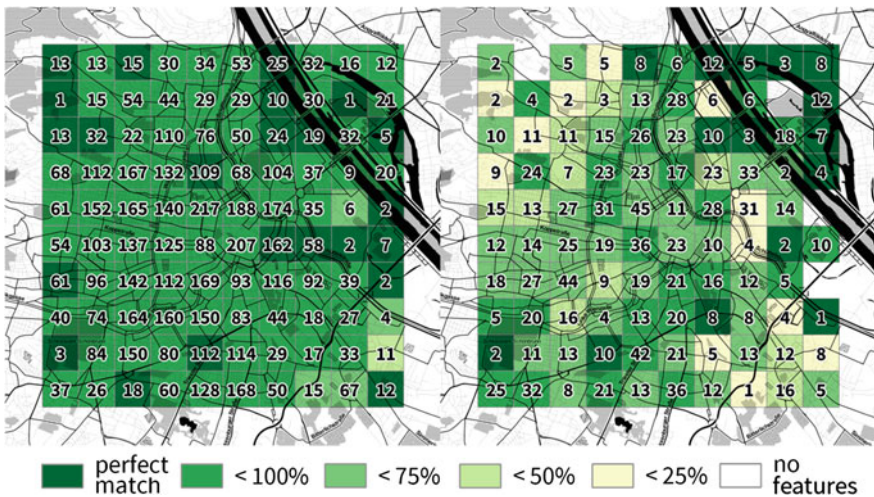 13 13 15 30 34 53 25 32 16 12
1 15 54 44 29 29 10 30 1 21
13 32 22 110 76 50 24 19 32 5
68 112 167 132 109 68 104 37 9 20
61 152 165 140 217 188 174 35 6 2
54 103 137 125 88 207 162 58 2 7
61 96 142 112 169 93 116 92 39 2
40 74 164 160 150 83 44 18 27 4
3 84 150 80 112 114 29 17 33 11
37 26 18 60 128 168 50 15 67 12
2 5 5 8 6 12 5 3 8
2 4 2 3 13 28 6 6 12
10 11 11 15 26 23 10 3 18 7
9 24 7 23 23 17 23 33 2 4
15 13 27 31 45 11 28 31 14
12 14 25 19 36 23 10 4 2 10
18 27 44 9 19 21 16 12 5
5 20 16 4 13 20 8 8 4 1
2 11 13 10 42 21 5 13 12 8
25 32 8 21 13 36 12 1 16 5
perfect match
< 100%
< 75%
< 50%
< 25%
no features